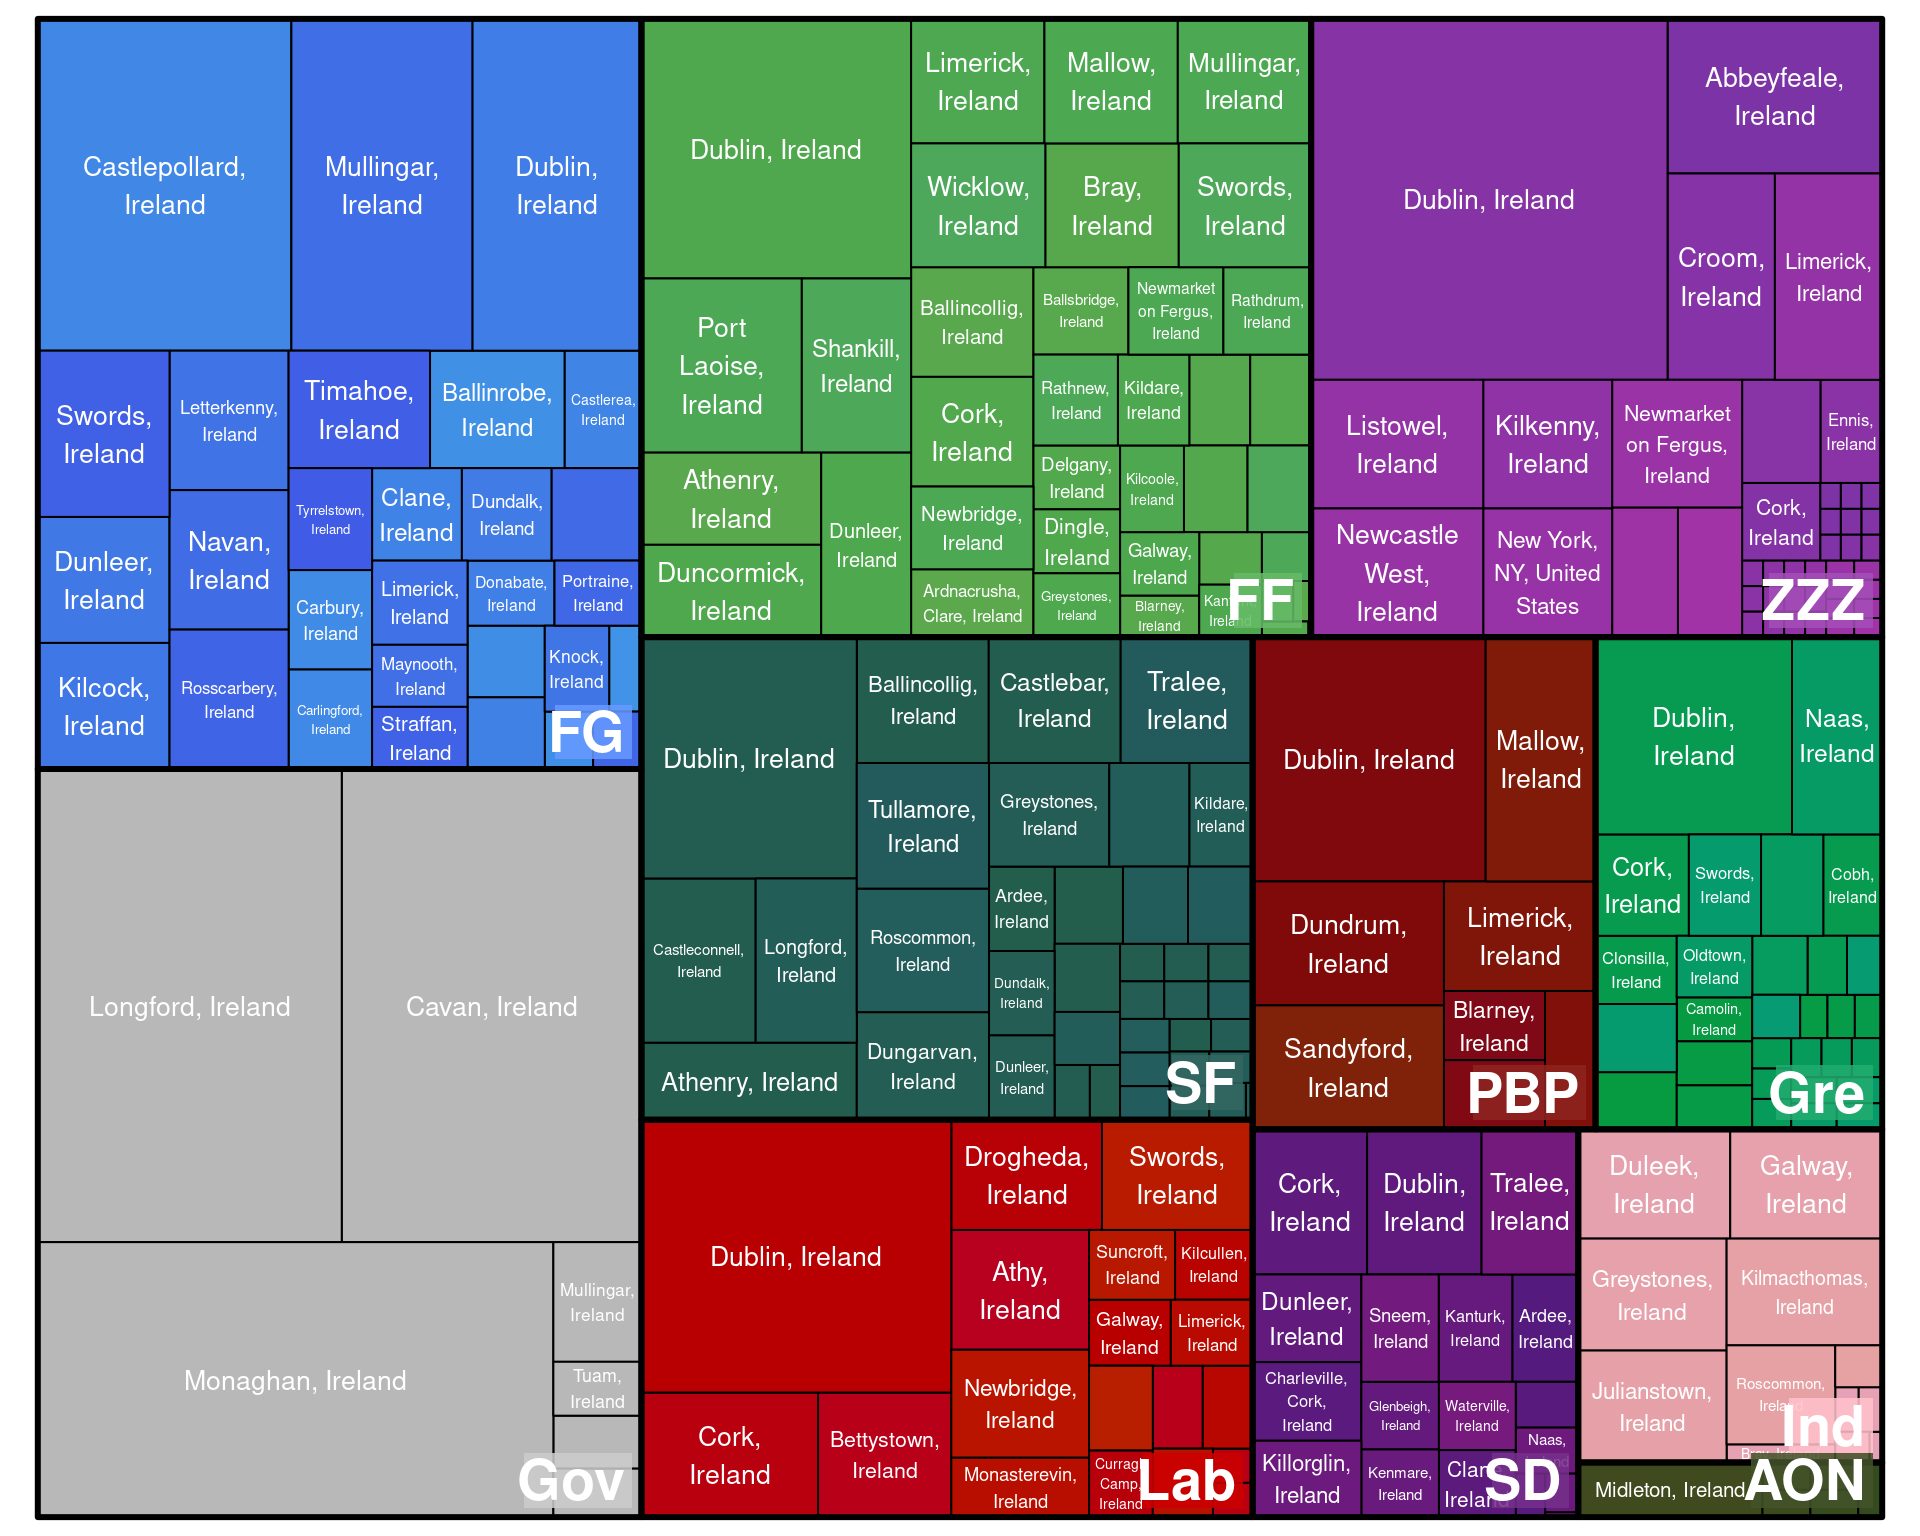 Castlepollard,
Ireland
Mullingar,
Ireland
Dublin,
Ireland
Swords,
Ireland
Letterkenny,
Ireland
Timahoe,
Ireland
Ballinrobe,
Ireland
Castlerea,
Ireland
Dunleer,
Ireland
Navan,
Ireland
Tyrrelstown,
Ireland
Clane,
Ireland
Dundalk,
Ireland
Carbury,
Ireland
Limerick,
Ireland
Donabate,
Ireland
Portraine,
Ireland
Kilcock,
Ireland
Rosscarbery,
Ireland
Carlingford,
Ireland
Maynooth,
Ireland
Straffan,
Ireland
Knock,
Ireland
FG
Dublin, Ireland
Limerick,
Ireland
Mallow,
Ireland
Mullingar,
Ireland
Wicklow,
Ireland
Bray,
Ireland
Swords,
Ireland
Port
Laoise,
Ireland
Shankill,
Ireland
Ballincollig,
Ireland
Ballsbridge,
Ireland
Newmarket
on Fergus,
Ireland
Rathdrum,
Ireland
Cork,
Ireland
Rathnew,
Ireland
Kildare,
Ireland
Athenry,
Ireland
Dunleer,
Ireland
Duncormick,
Ireland
Newbridge,
Ireland
Ardnacrusha,
Clare, Ireland
Delgany,
Ireland
Kilcoole,
Ireland
Dingle,
Ireland
Greystones,
Ireland
Galway,
Ireland
Blarney,
Ireland
Ireland
FF
Dublin, Ireland
Abbeyfeale,
Ireland
Croom,
Ireland
Limerick,
Ireland
Listowel,
Ireland
Kilkenny,
Ireland
Newmarket
on Fergus,
Ireland
Ennis,
Ireland
Newcastle
West,
Ireland
New York,
NY, United
States
Cork,
Ireland
ZZZ
Longford, Ireland
Cavan, Ireland
Monaghan, Ireland
Mullingar,
Ireland
Tuam,
Ireland
Gov
Dublin, Ireland
Ballincollig,
Ireland
Castlebar,
Ireland
Tralee,
Ireland
Tullamore,
Ireland
Greystones,
Ireland
Kildare,
Ireland
Castleconnell,
Ireland
Longford,
Ireland
Athenry, Ireland
Roscommon,
Ireland
Dungarvan,
Ireland
Ardee,
Ireland
Dundalk,
Ireland
Dunleer,
Ireland
SF
Dublin, Ireland
Mallow,
Ireland
Dundrum,
Ireland
Limerick,
Ireland
Sandyford,
Ireland
Blarney,
Ireland
PBP
Dublin,
Ireland
Naas,
Ireland
Cork,
Ireland
Swords,
Ireland
Cobh,
Ireland
Clonsilla,
Ireland
Oldtown,
Ireland
Camolin,
Ireland
Gre
Dublin, Ireland
Drogheda,
Ireland
Swords,
Ireland
Athy,
Ireland
Suncroft,
Ireland
Kilcullen,
Ireland
Galway,
Ireland
Limerick,
Ireland
Cork,
Ireland
Bettystown,
Ireland
Newbridge,
Ireland
Monasterevin,
Ireland
Camp,
Ireland
Lab
Cork,
Ireland
Dublin,
Ireland
Tralee,
Ireland
Dunleer,
Ireland
Sneem,
Ireland
Kanturk,
Ireland
Ardee,
Ireland
Charleville,
Cork,
Ireland
Glenbeigh,
Ireland
Waterville,
Ireland
Naas,
Killorglin,
Ireland
Kenmare,
Ireland
Ireland
SD
Duleek,
Ireland
Galway,
Ireland
Greystones,
Ireland
Kilmacthomas,
Ireland
Julianstown,
Ireland
Roscommon,
Ireland
Ind
Midleton, Ireland
AON